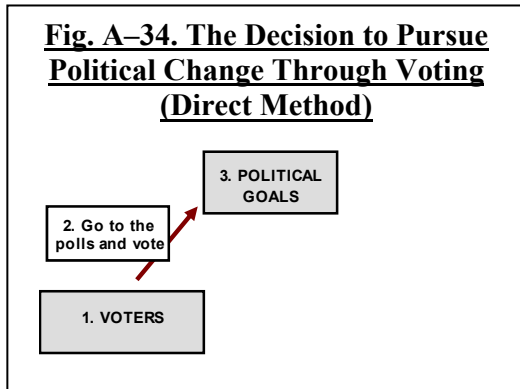 Fig. A–34. The Decision to Pursue
Political Change Through Voting
(Direct Method)
3. POLITICAL
GOALS
2. Go to the
polls and vote
1. VOTERS